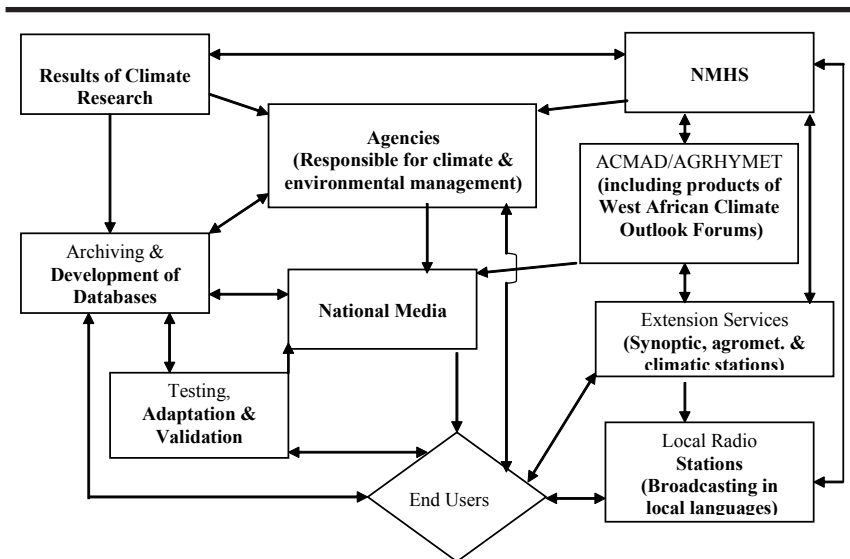 Results of Climate
Research
NMHS
Agencies
(Responsible for climate &
environmental management)
ACMAD/AGRHYMET
(including products of
West African Climate
Outlook Forums)
Archiving &
Development of
Databases
National Media
Extension Services
(Synoptic, agromet. &
climatic stations)
Testing,
Adaptation &
Validation
Local Radio
Stations
(Broadcasting in
local languages)
End Users